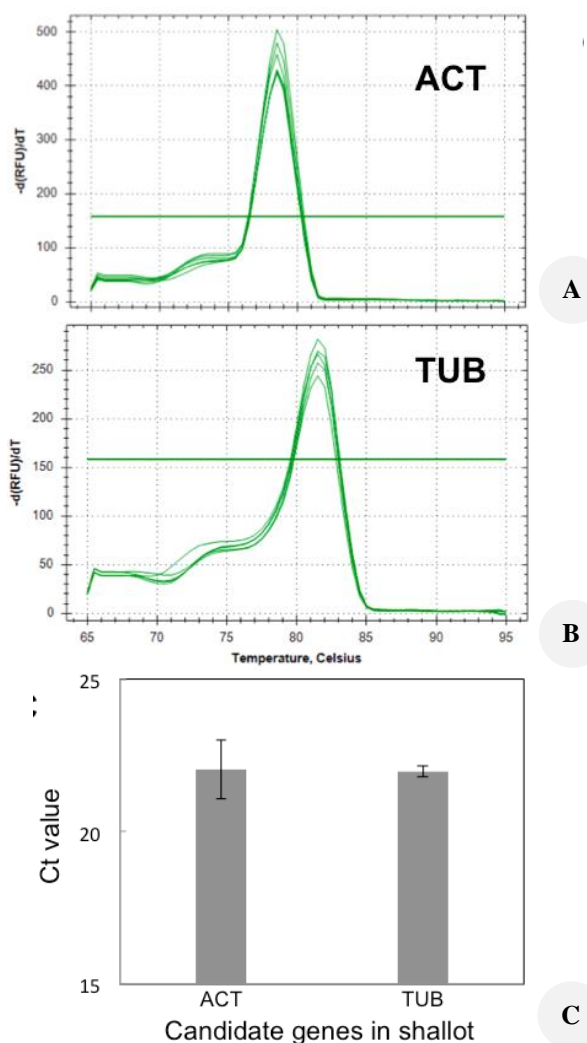 500
400
300
200
100
0
-d(RFU)/dT
ACT
A
250
200
150
100
50
0
-d(RFU)/dT
TUB
65 70 75 80 85 90 95
Temperature, Celsius
B
25
20
15
Ct value
ACT TUB
Candidate genes in shallot
C